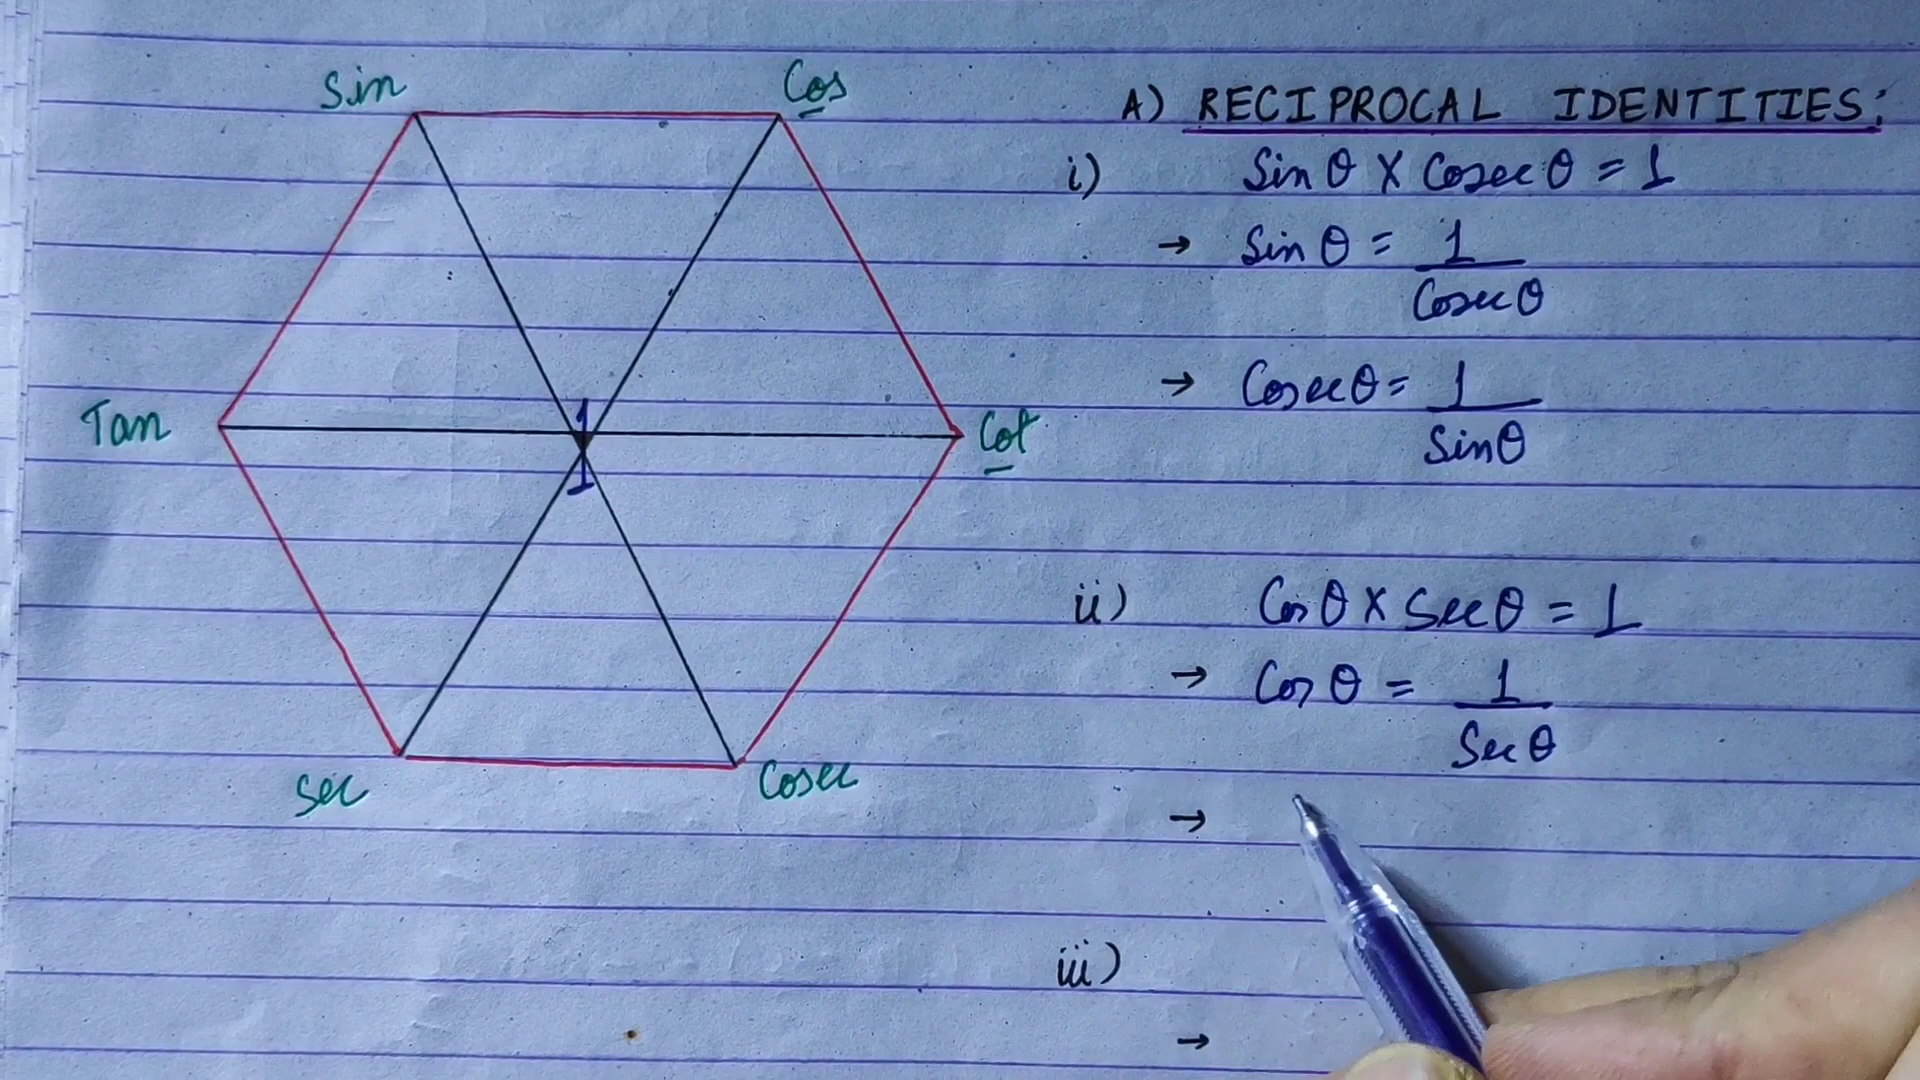 Sin
Cos
Tan
1
Cot
Sec
Cosec
A) RECIPROCAL IDENTITIES:
i) Sin θ X Cosec θ = 1
→ Sin θ = 1
Cosec θ
→ Cosec θ = 1
Sin θ
ii) Cos θ X Sec θ = 1
→ Cos θ = 1
Sec θ
→
iii)
→